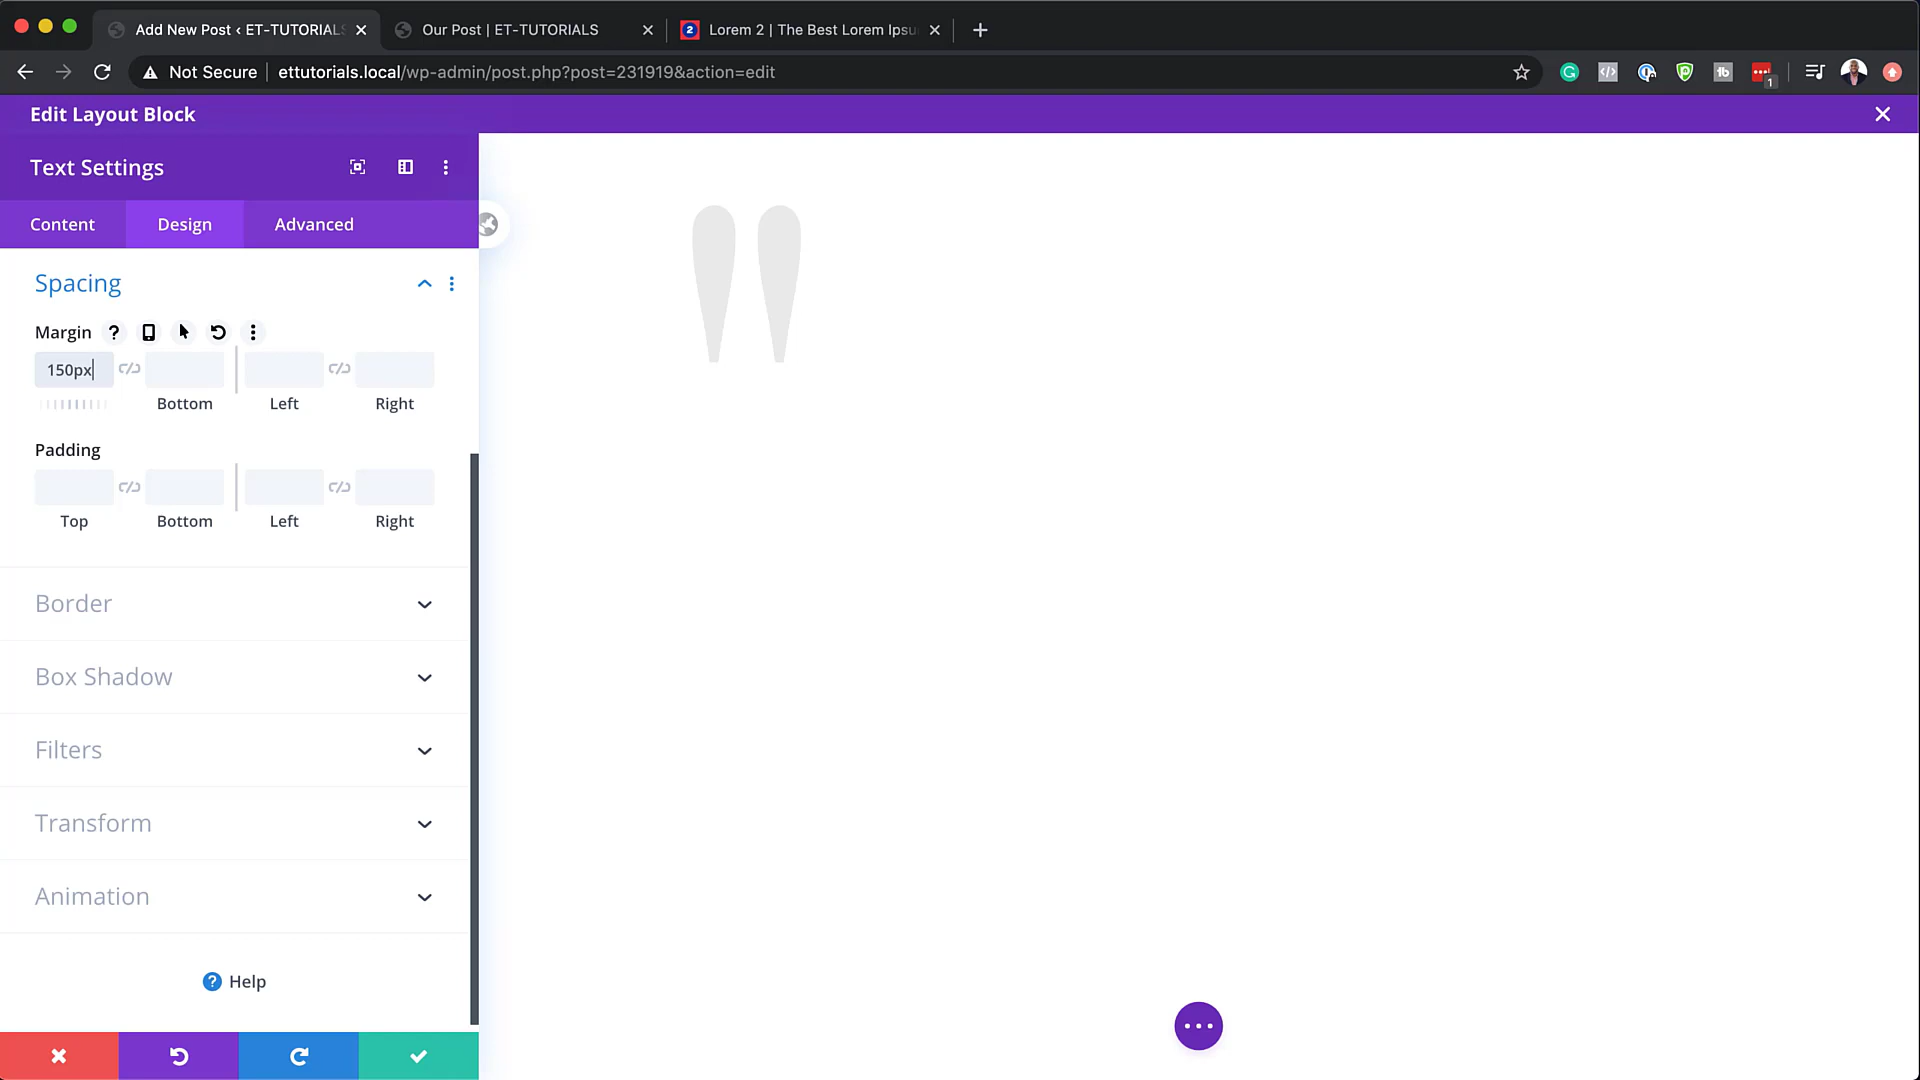 Add New Post ‹ ET-TUTORIALS
Our Post | ET-TUTORIALS
2 Lorem 2 | The Best Lorem Ipsu
Not Secure ettutorials.local/wp-admin/post.php?post=231919&action=edit
1
Edit Layout Block
Text Settings
Content Design Advanced
Spacing
Margin ?
150px
Bottom Left Right
Padding
Top Bottom Left Right
Border
Box Shadow
Filters
Transform
Animation
? Help
"